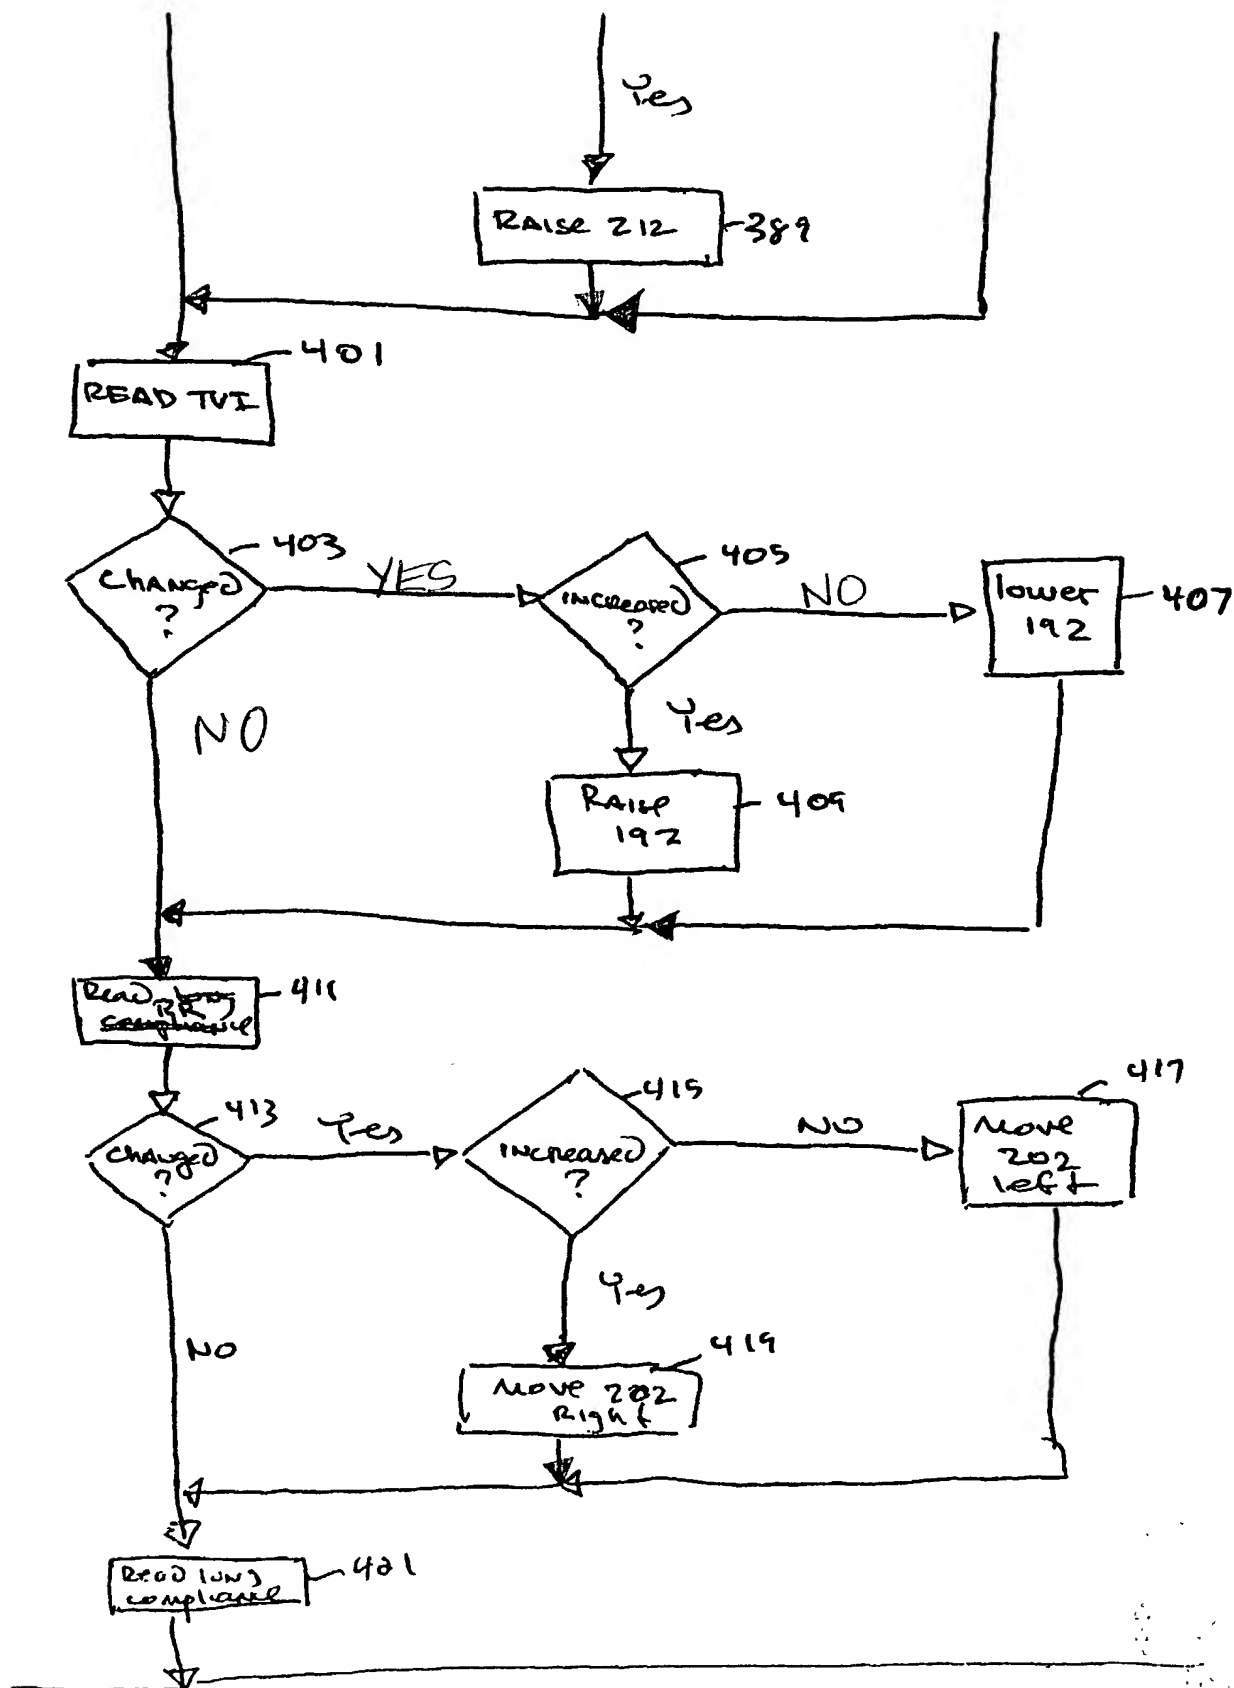 Yes
Raise 212
389
401
READ TVI
403
Changed
?
YES
405
Increased
?
NO
407
lower
192
NO
Yes
Raise
192
409
Read
RR
411
413
Changed
?
Yes
415
Increased
?
NO
417
Move
202
left
Yes
NO
419
Move 202
Right
Read lung
compliance
421